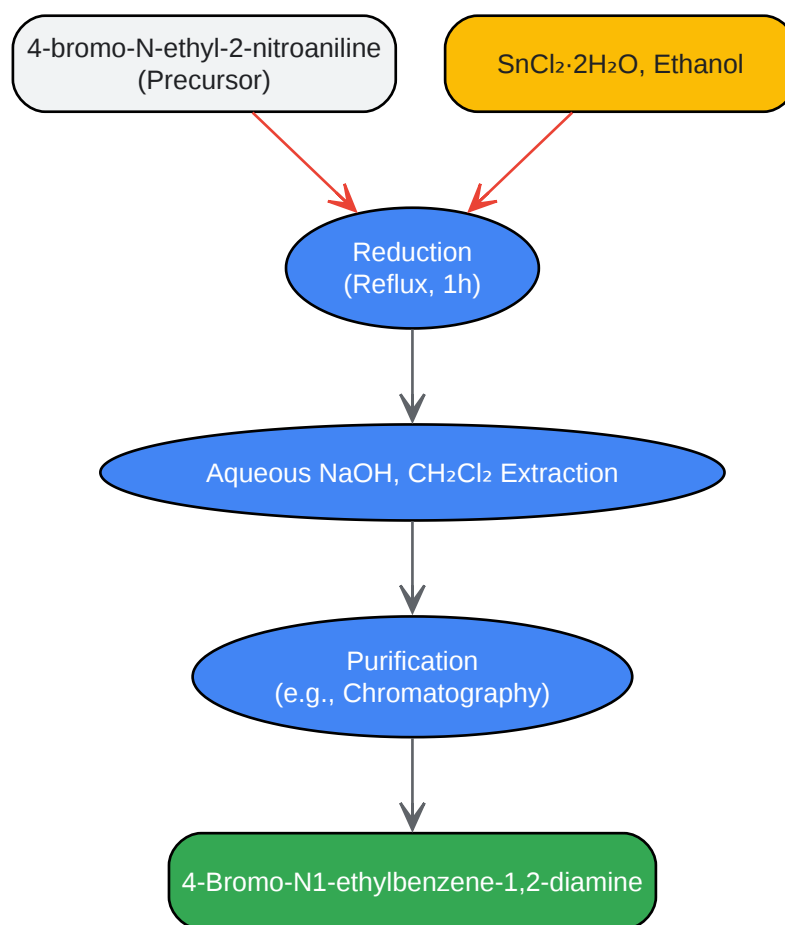 4-bromo-N-ethyl-2-nitroaniline
(Precursor)
SnCl₂·2H₂O, Ethanol
Reduction
(Reflux, 1h)
Aqueous NaOH, CH₂Cl₂ Extraction
Purification
(e.g., Chromatography)
4-Bromo-N1-ethylbenzene-1,2-diamine